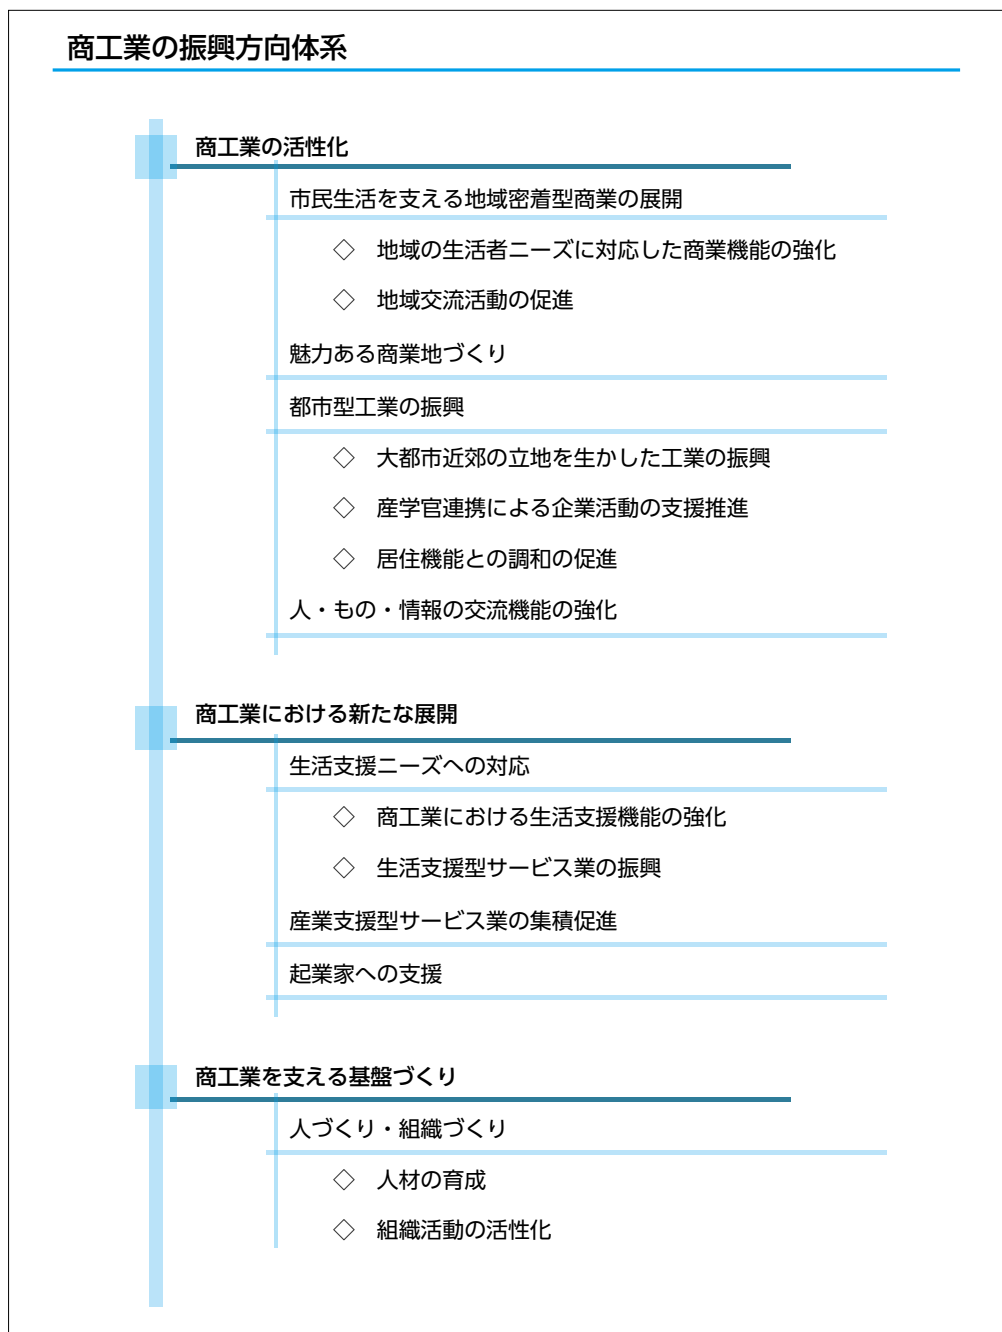 商工業の振興方向体系
商工業の活性化
市民生活を支える地域密着型商業の展開
◇ 地域の生活者ニーズに対応した商業機能の強化
◇ 地域交流活動の促進
魅力ある商業地づくり
都市型工業の振興
◇ 大都市近郊の立地を生かした工業の振興
◇ 産学官連携による企業活動の支援推進
◇ 居住機能との調和の促進
人・もの・情報の交流機能の強化
商工業における新たな展開
生活支援ニーズへの対応
◇ 商工業における生活支援機能の強化
◇ 生活支援型サービス業の振興
産業支援型サービス業の集積促進
起業家への支援
商工業を支える基盤づくり
人づくり・組織づくり
◇ 人材の育成
◇ 組織活動の活性化